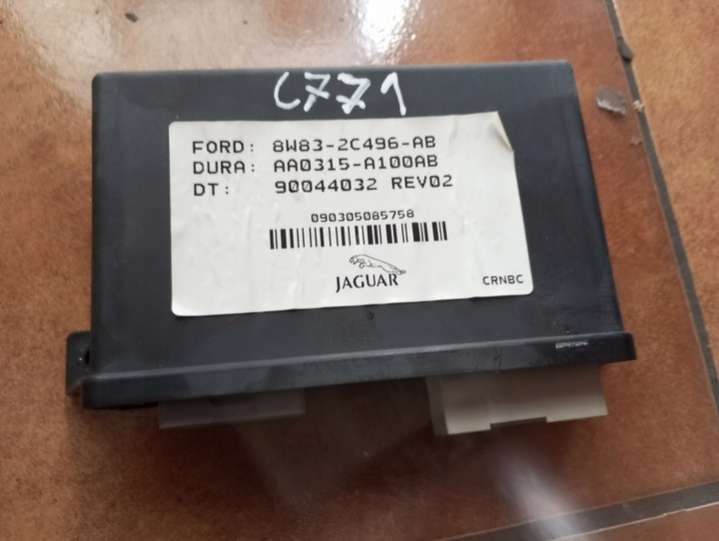 C771
FORD: 8W83-2C496-AB
DURA: AA0315-A100AB
DT: 90044032 REV02
090305085758
JAGUAR
CRNBC